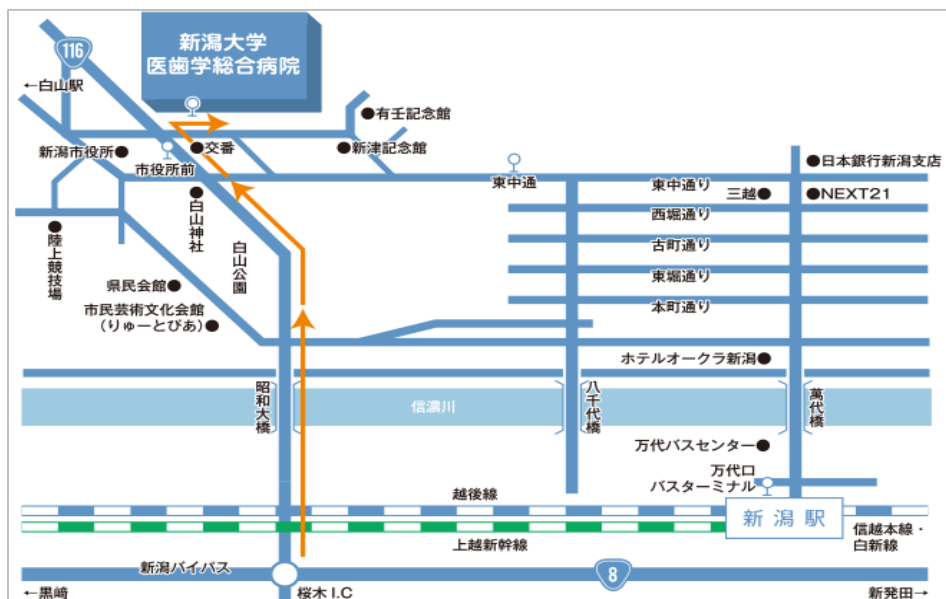 116
新潟大学
医歯学総合病院
←白山駅
有壬記念館
交番
新津記念館
新潟市役所
市役所前
東中通
東中通り
日本銀行新潟支店
三越
NEXT21
西堀通り
白山神社
白山公園
古町通り
陸上競技場
東堀通り
県民会館
本町通り
市民芸術文化会館
(りゅーとぴあ)
ホテルオークラ新潟
昭和大橋
信濃川
八千代橋
萬代橋
万代バスセンター
万代口
バスターミナル
越後線
新潟駅
信越本線・
白新線
上越新幹線
新潟バイパス
8
←黒崎
桜木I.C
新発田→